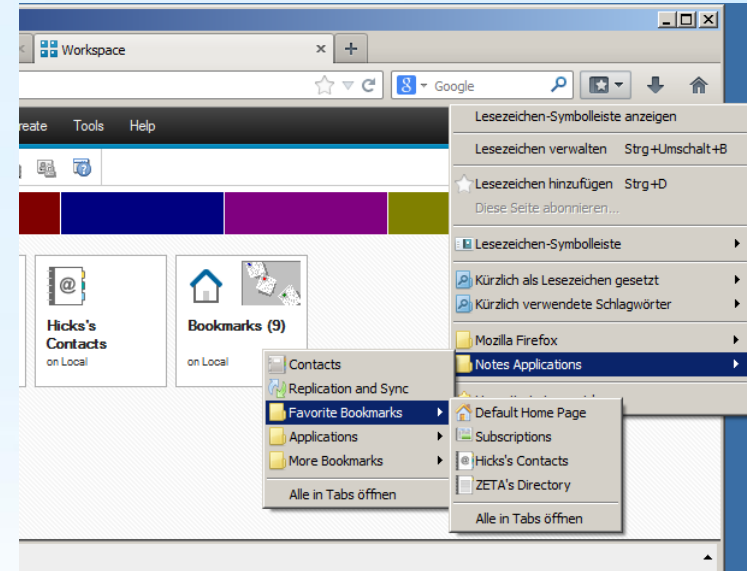 Workspace
Google
Tools
Help
Lesezeichen-Symbolleiste anzeigen
Lesezeichen verwalten Strg+Umschalt+B
Lesezeichen hinzufügen Strg+D
Diese Seite abonnieren...
Lesezeichen-Symbolleiste
Kürzlich als Lesezeichen gesetzt
Kürzlich verwendete Schlagwörter
Mozilla Firefox
Notes Applications
Hicks's
Contacts
on Local
Bookmarks (9)
on Local
Contacts
Replication and Sync
Favorite Bookmarks
Applications
More Bookmarks
Alle in Tabs öffnen
Default Home Page
Subscriptions
Hicks's Contacts
ZETA's Directory
Alle in Tabs öffnen